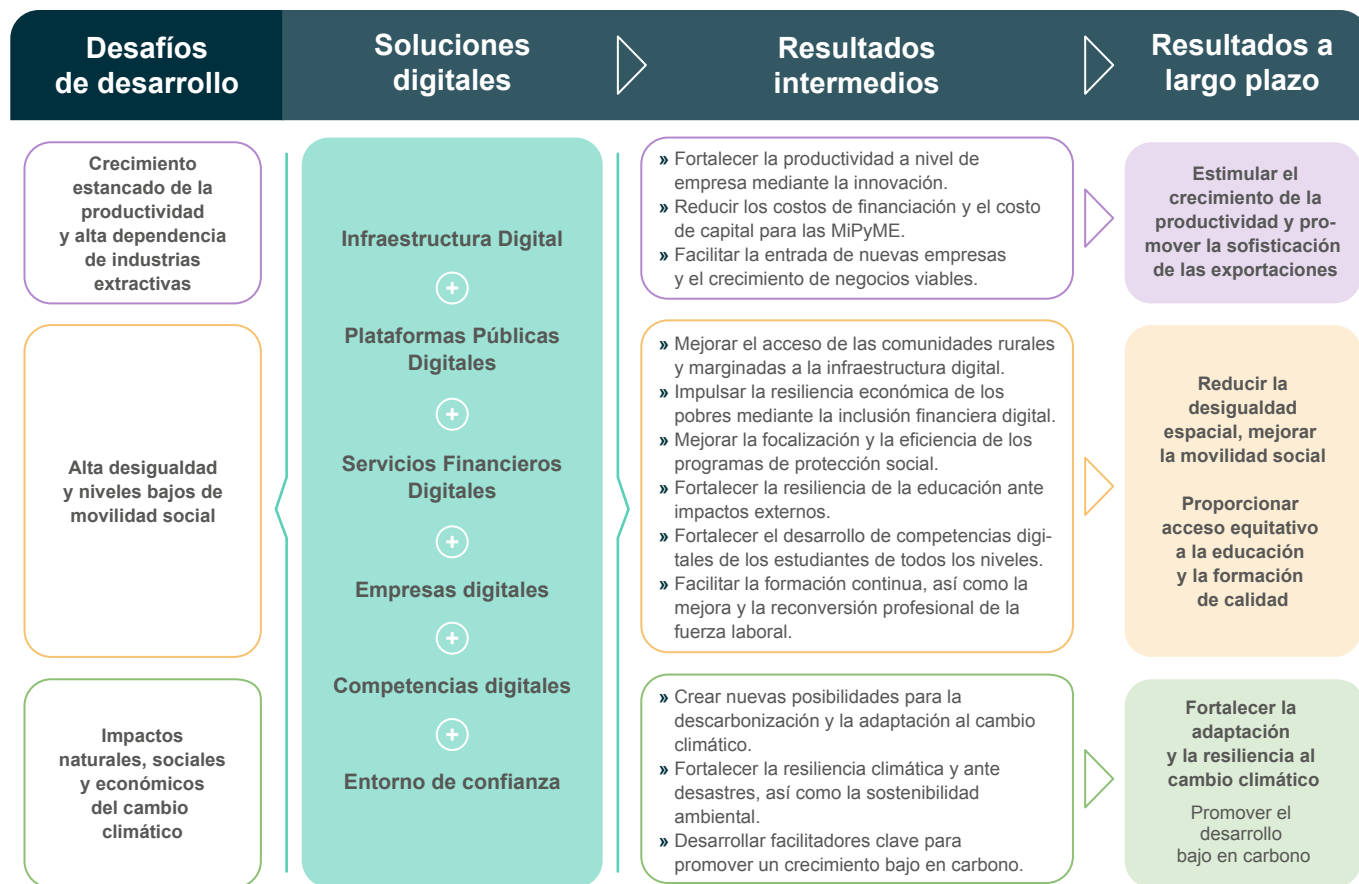 Desafíos
de desarrollo
Soluciones
digitales
Resultados
intermedios
Resultados a
largo plazo
Crecimiento
estancado de la
productividad
y alta dependencia
de industrias
extractivas
Alta desigualdad
y niveles bajos de
movilidad social
Impactos
naturales, sociales
y económicos
del cambio
climático
Infraestructura Digital
+
Plataformas Públicas
Digitales
+
Servicios Financieros
Digitales
+
Empresas digitales
+
Competencias digitales
+
Entorno de confianza
» Fortalecer la productividad a nivel de
empresa mediante la innovación.
» Reducir los costos de financiación y el costo
de capital para las MiPyME.
» Facilitar la entrada de nuevas empresas
y el crecimiento de negocios viables.
» Mejorar el acceso de las comunidades rurales
y marginadas a la infraestructura digital.
» Impulsar la resiliencia económica de los
pobres mediante la inclusión financiera digital.
» Mejorar la focalización y la eficiencia de los
programas de protección social.
» Fortalecer la resiliencia de la educación ante
impactos externos.
» Fortalecer el desarrollo de competencias digi-
tales de los estudiantes de todos los niveles.
» Facilitar la formación continua, así como la
mejora y la reconversión profesional de la
fuerza laboral.
» Crear nuevas posibilidades para la
descarbonización y la adaptación al cambio
climático.
» Fortalecer la resiliencia climática y ante
desastres, así como la sostenibilidad
ambiental.
» Desarrollar facilitadores clave para
promover un crecimiento bajo en carbono.
Estimular el
crecimiento de la
productividad y pro-
mover la sofisticación
de las exportaciones
Reducir la
desigualdad
espacial, mejorar
la movilidad social
Proporcionar
acceso equitativo
a la educación
y la formación
de calidad
Fortalecer la
adaptación
y la resiliencia al
cambio climático
Promover el
desarrollo
bajo en carbono